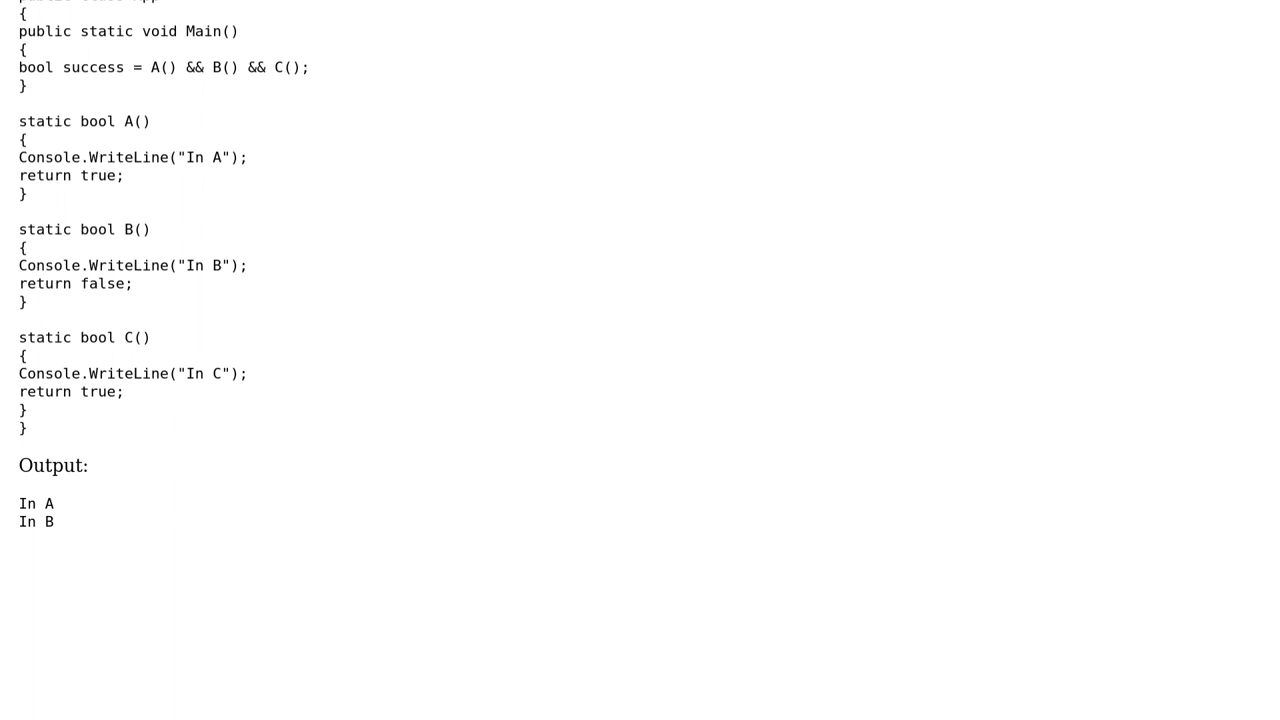 {
public static void Main()
{
bool success = A() && B() && C();
}
static bool A()
{
Console.WriteLine("In A");
return true;
}
static bool B()
{
Console.WriteLine("In B");
return false;
}
static bool C()
{
Console.WriteLine("In C");
return true;
}
}
Output:
In A
In B